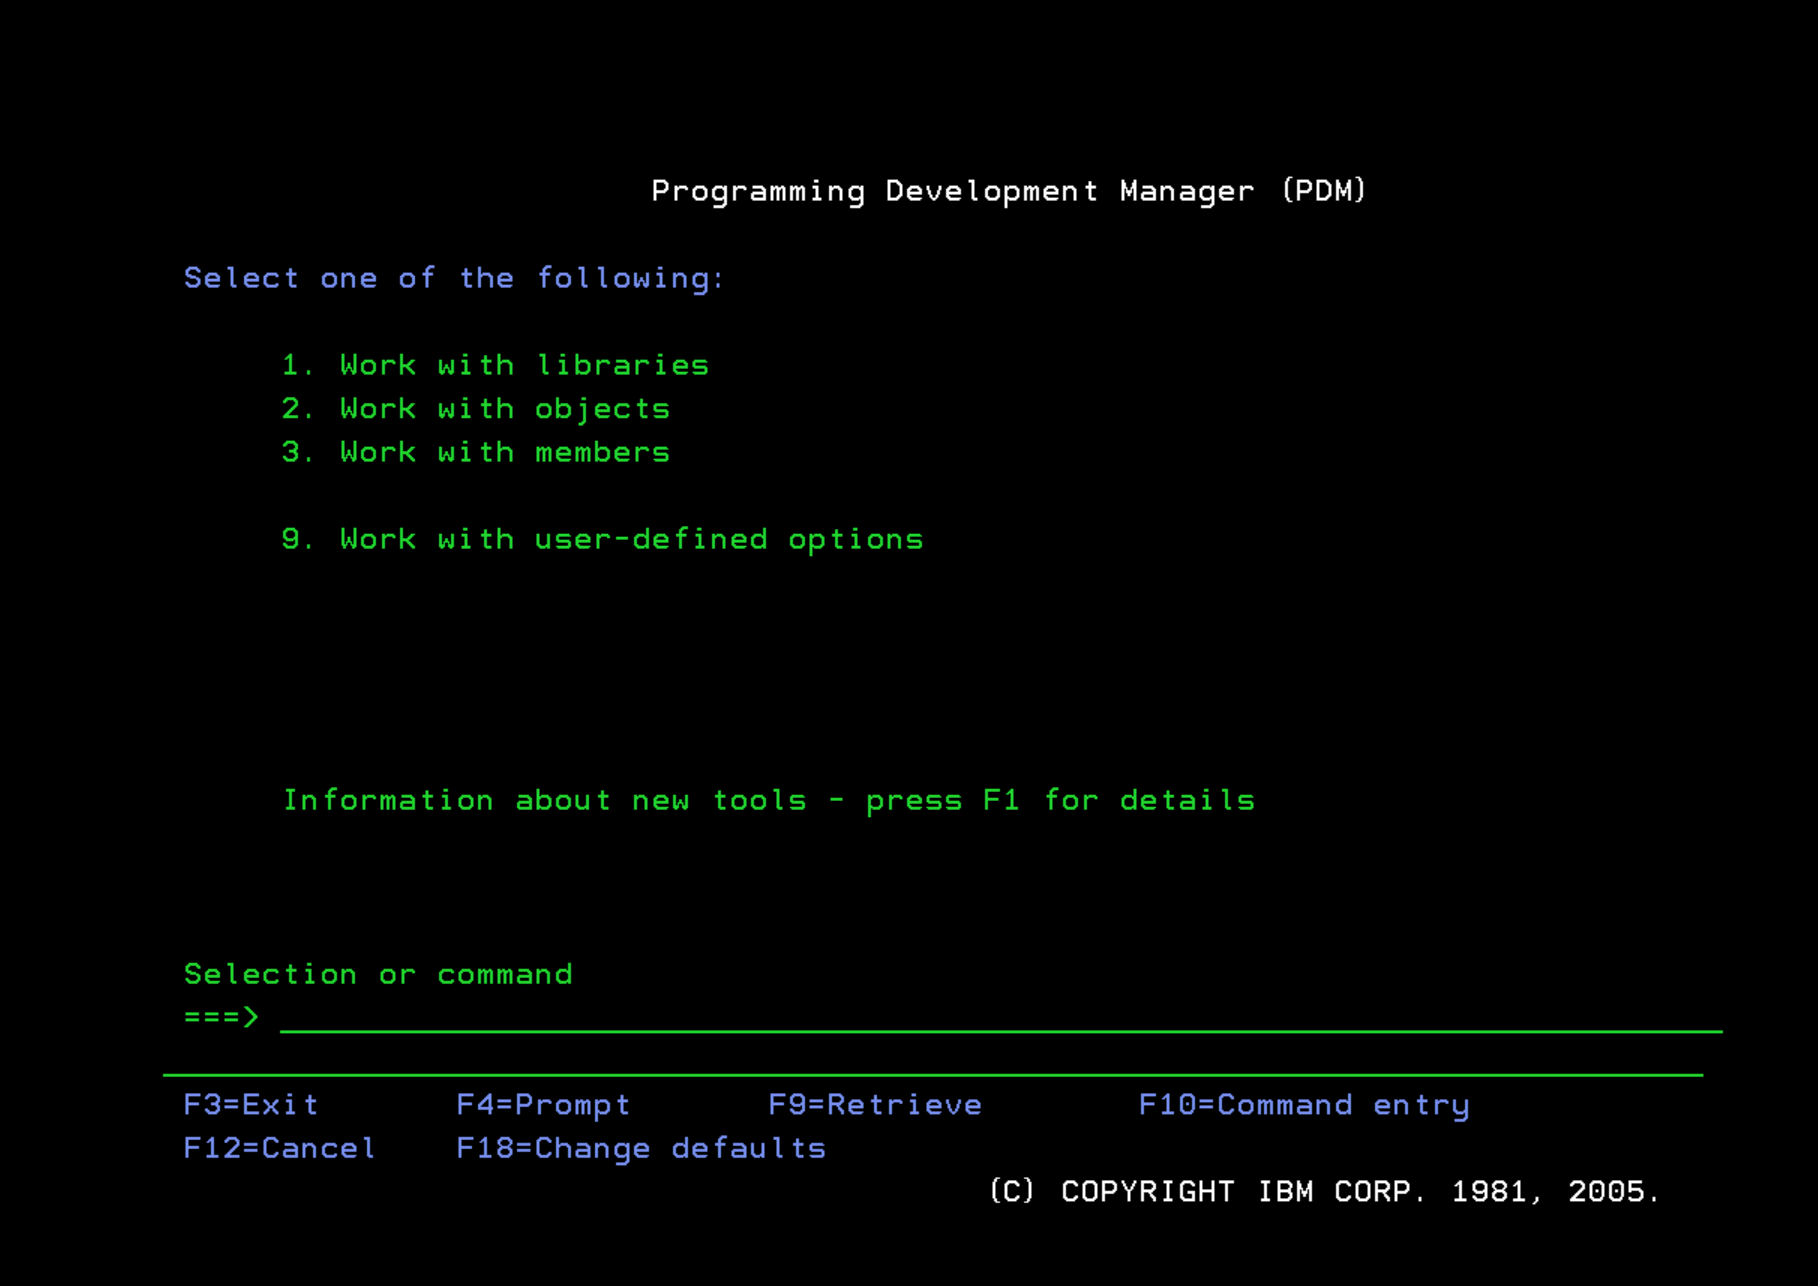 Programming Development Manager (PDM)
Select one of the following:
1. Work with libraries
2. Work with objects
3. Work with members
9. Work with user-defined options
Information about new tools - press F1 for details
Selection or command
===>
F3=Exit F4=Prompt F9=Retrieve F10=Command entry
F12=Cancel F18=Change defaults
(C) COPYRIGHT IBM CORP. 1981, 2005.